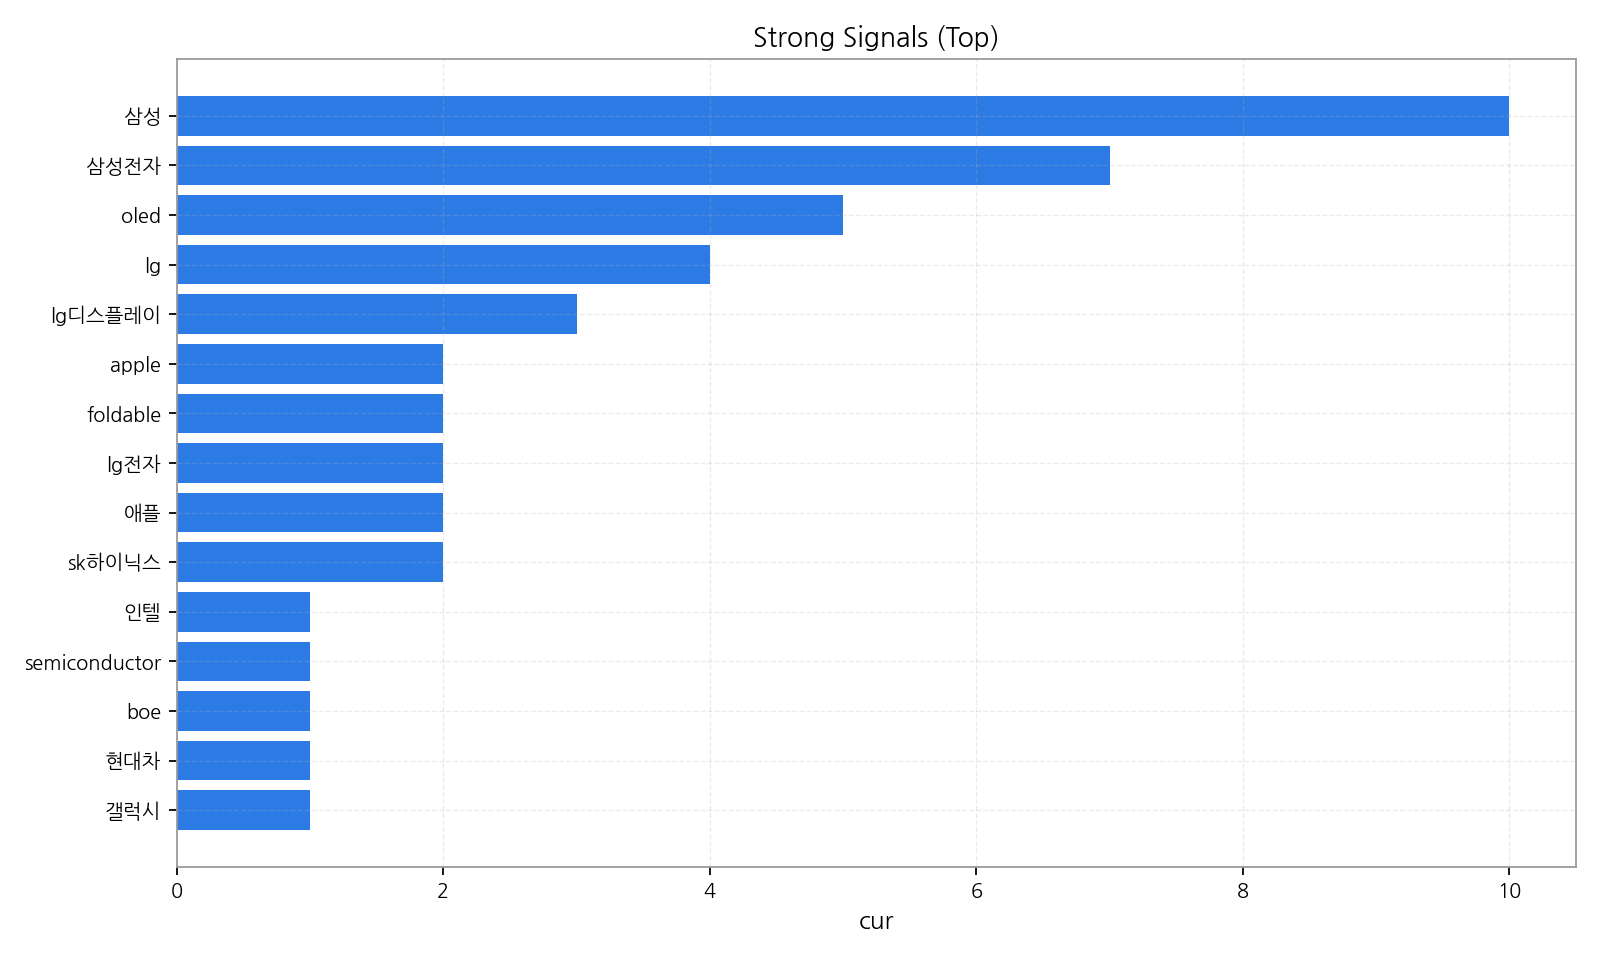 Strong Signals (Top)
삼성
삼성전자
oled
lg
lg디스플레이
apple
foldable
lg전자
애플
sk하이닉스
인텔
semiconductor
boe
현대차
갤럭시
0 2 4 6 8 10
cur